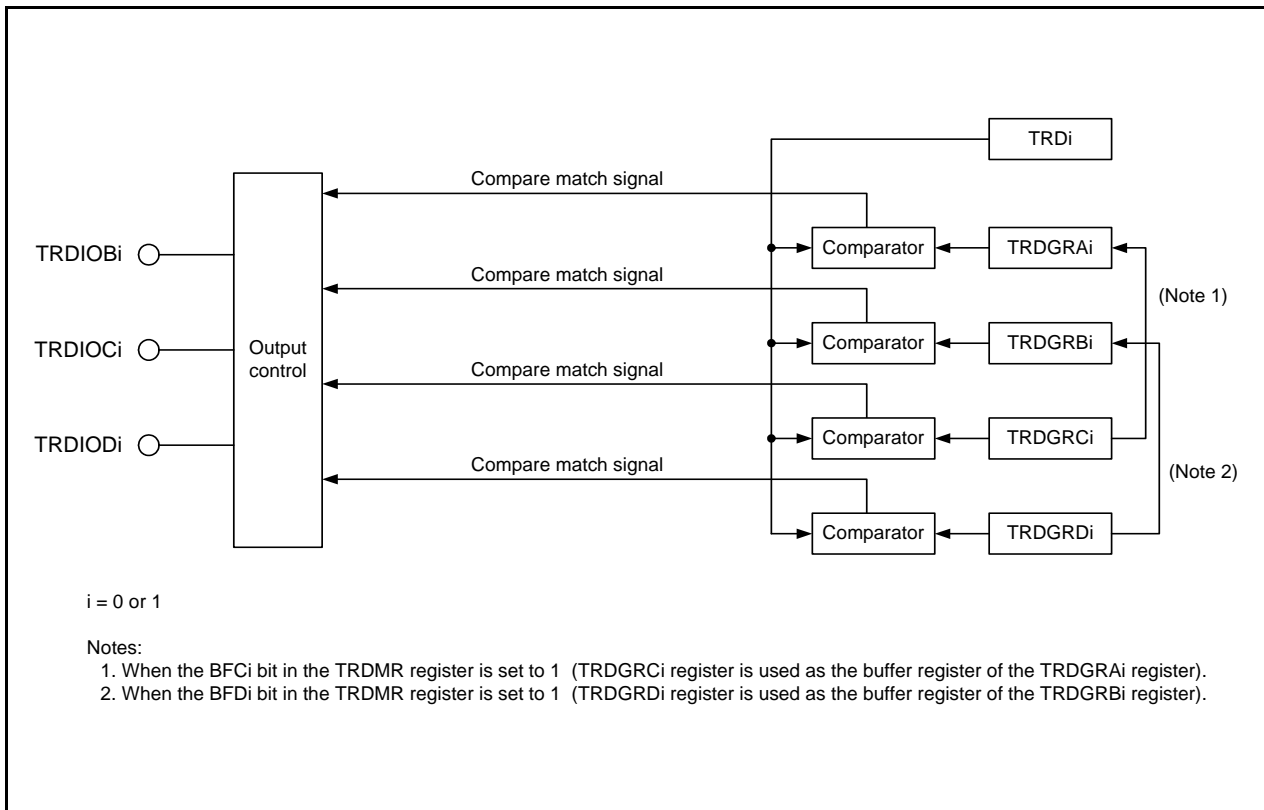 TRDi
Compare match signal
Comparator
TRDGRAi
TRDIOBi
Compare match signal
(Note 1)
Comparator
TRDGRBi
TRDIOCi
Output
control
Compare match signal
Comparator
TRDGRCi
TRDIODi
Compare match signal
(Note 2)
Comparator
TRDGRDi
i = 0 or 1
Notes:
1. When the BFCi bit in the TRDMR register is set to 1 (TRDGRCi register is used as the buffer register of the TRDGRAi register).
2. When the BFDi bit in the TRDMR register is set to 1 (TRDGRDi register is used as the buffer register of the TRDGRBi register).